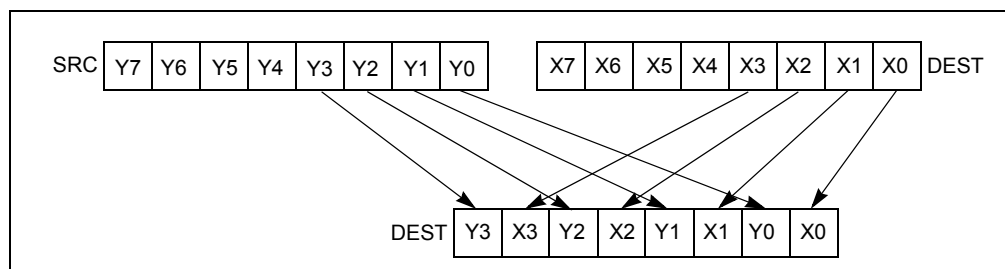 SRC Y7 Y6 Y5 Y4 Y3 Y2 Y1 Y0 X7 X6 X5 X4 X3 X2 X1 X0 DEST
DEST Y3 X3 Y2 X2 Y1 X1 Y0 X0